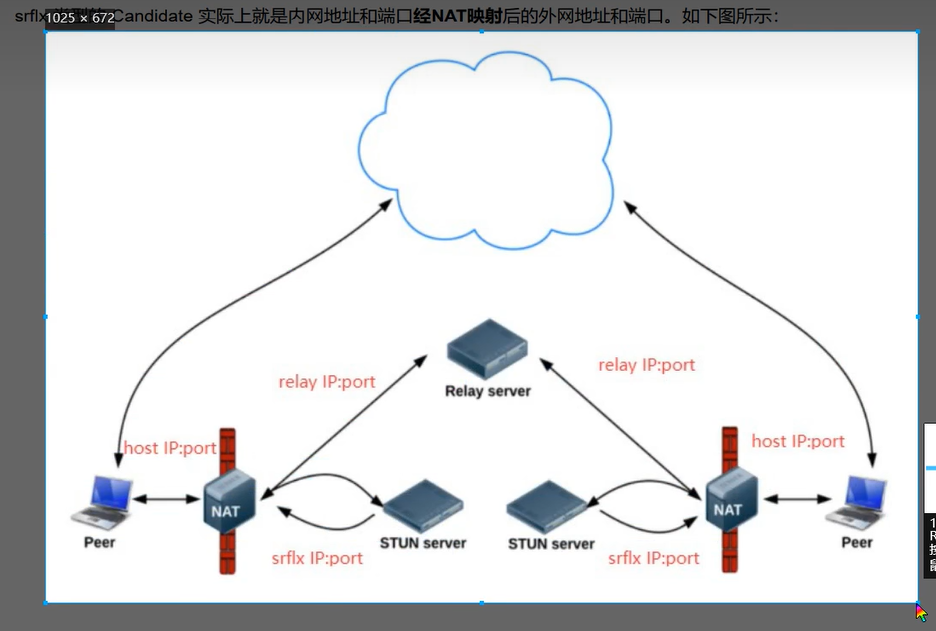 srflx Candidate 实际上就是内网地址和端口经NAT映射后的外网地址和端口。如下图所示：
1025 × 672
relay IP:port
relay IP:port
Relay server
host IP:port
host IP:port
NAT
NAT
Peer
STUN server
STUN server
Peer
srflx IP:port
srflx IP:port